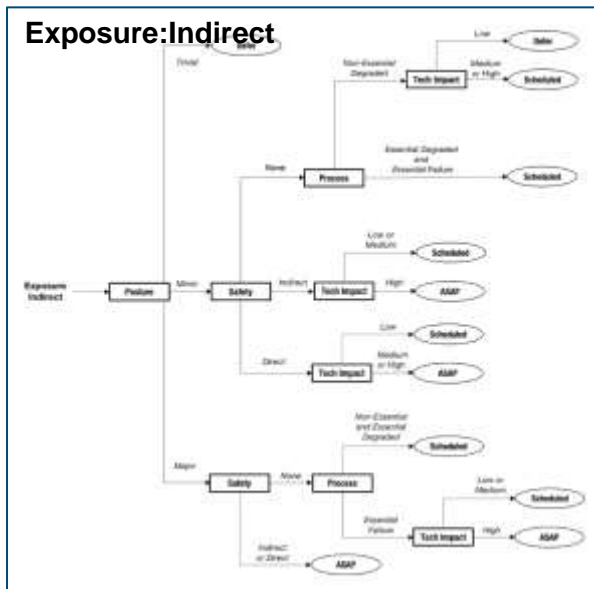 Exposure:Indirect
Defer
Trivial
Low
Defer
Non-Essential
Degraded
Tech Impact
Medium
or High
Scheduled
Essential Degraded
and
Essential Failure
None
Process
Scheduled
Low or
Medium
Scheduled
Exposure
Indirect
Posture
Minor
Safety
Indirect
Tech Impact
High
ASAP
Low
Scheduled
Direct
Tech Impact
Medium
or High
ASAP
Non-Essential
and Essential
Degraded
Scheduled
Major
Safety
None
Process
Low or
Medium
Scheduled
Essential
Failure
Tech Impact
High
ASAP
Indirect
or Direct
ASAP